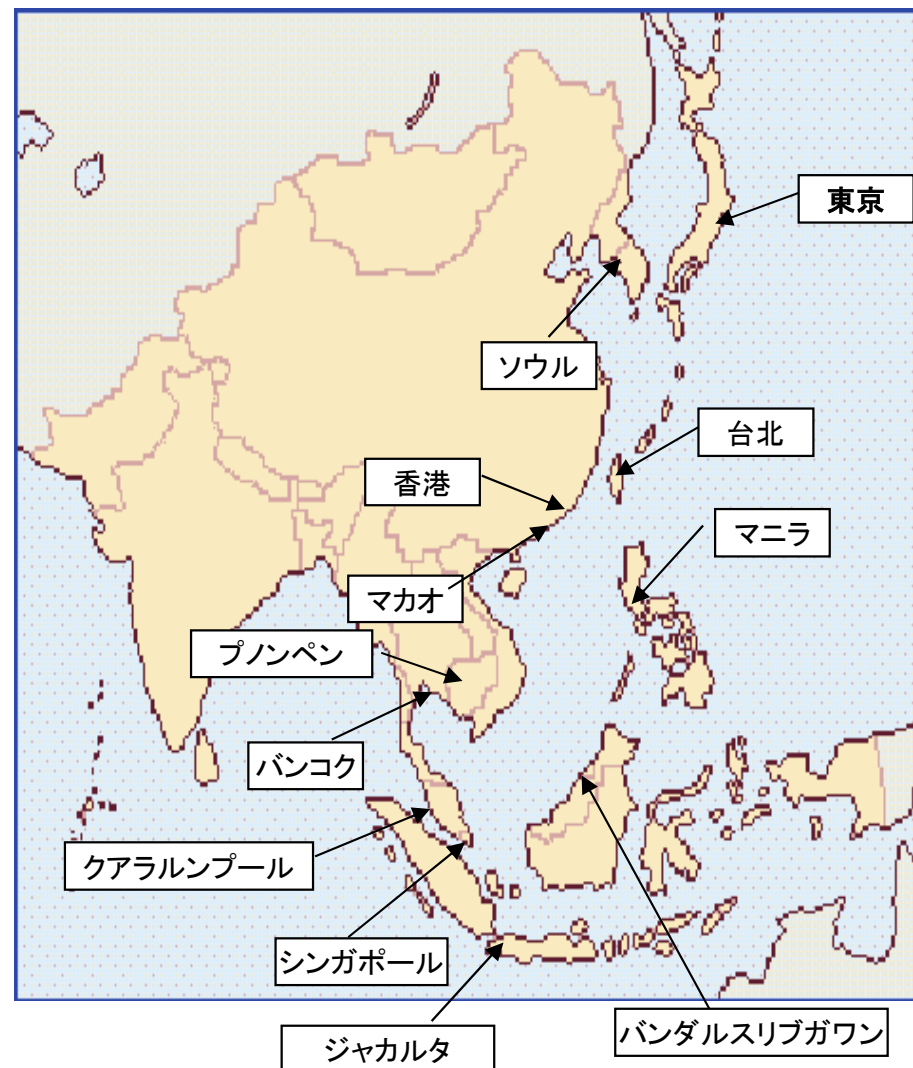 東京
ソウル
台北
香港
マニラ
マカオ
プノンペン
バンコク
クアラルンプール
シンガポール
バンダルスリブガワン
ジャカルタ